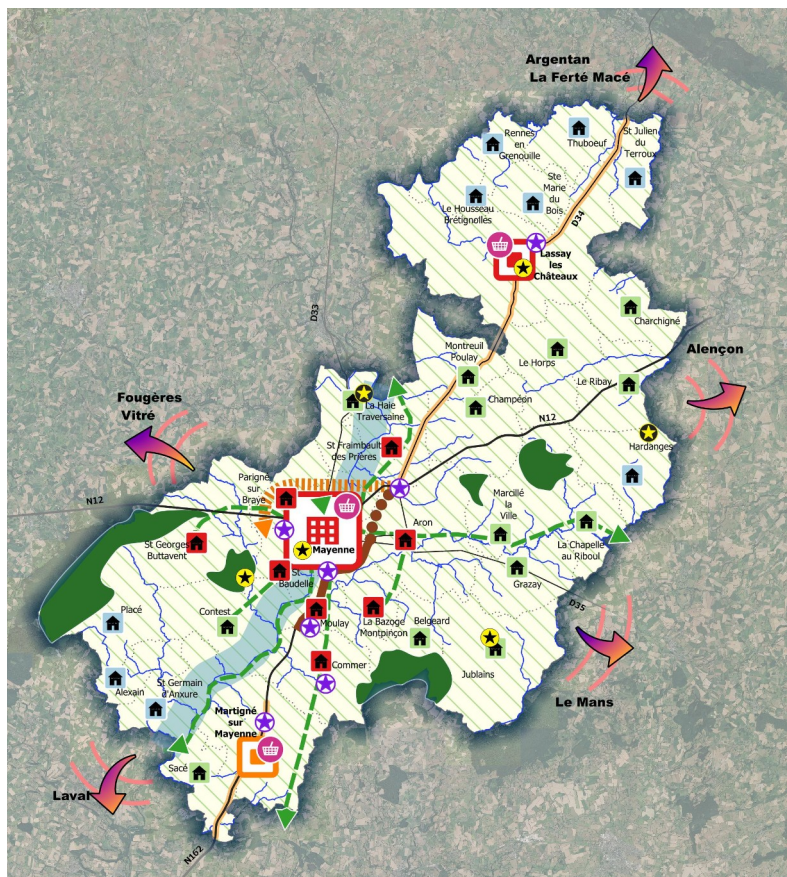 Argentan
La Ferté Macé
Rennes
en
Grenouille
Thuboeuf
St Julien
du
Terroux
Ste
Marie
du
Bois
Le Housseau
Brétignolles
D34
Lassay
les
Châteaux
D33
Charchigné
Montreuil
Poulay
Le Horps
Alençon
Le Ribay
Champéon
N12
Fougères
Vitré
La Haie
Traversaine
Hardanges
St Fraimbault
des Prières
Parigné
sur
Braye
N12
Marcillé
la
Ville
Aron
Mayenne
St Georges
Buttavent
La Chapelle
au Riboul
St
Baudelle
Grazay
D35
Placé
Contest
Moulay
La Bazoge
Montpinçon
Belgeard
Commer
Jublains
Alexain
St Germain
d'Anxure
Le Mans
Martigné
sur
Mayenne
Sacé
Laval
N162